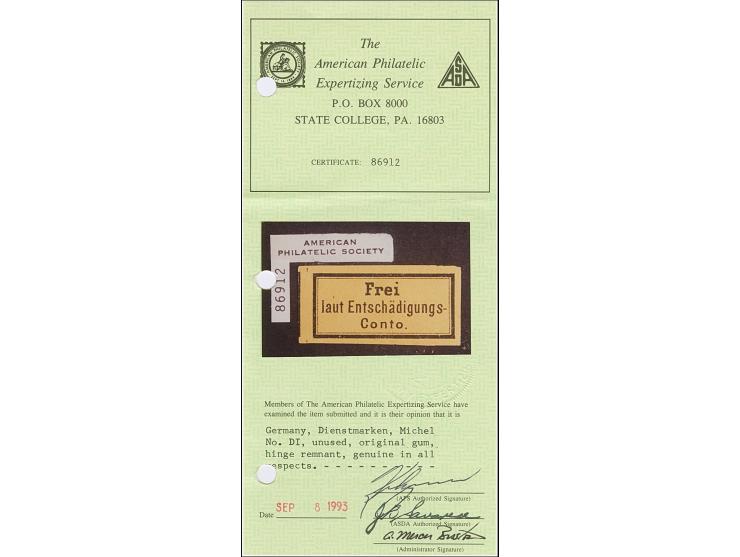 The
American Philatelic
Expertizing Service
P.O. BOX 8000
STATE COLLEGE, PA. 16803
ASDA
CERTIFICATE: 86912
AMERICAN
PHILATELIC SOCIETY
86912
Frei
laut Entschädigungs-
Conto.
Members of The American Philatelic Expertizing Service have
examined the item submitted and it is their opinion that it is
Germany, Dienstmarken, Michel
No. DI, unused, original gum,
hinge remnant, genuine in all
respects. - - - - - - - - - -
(APS Authorized Signature)
Date SEP 8 1993
(ASDA Authorized Signature)
(Administrator Signature)